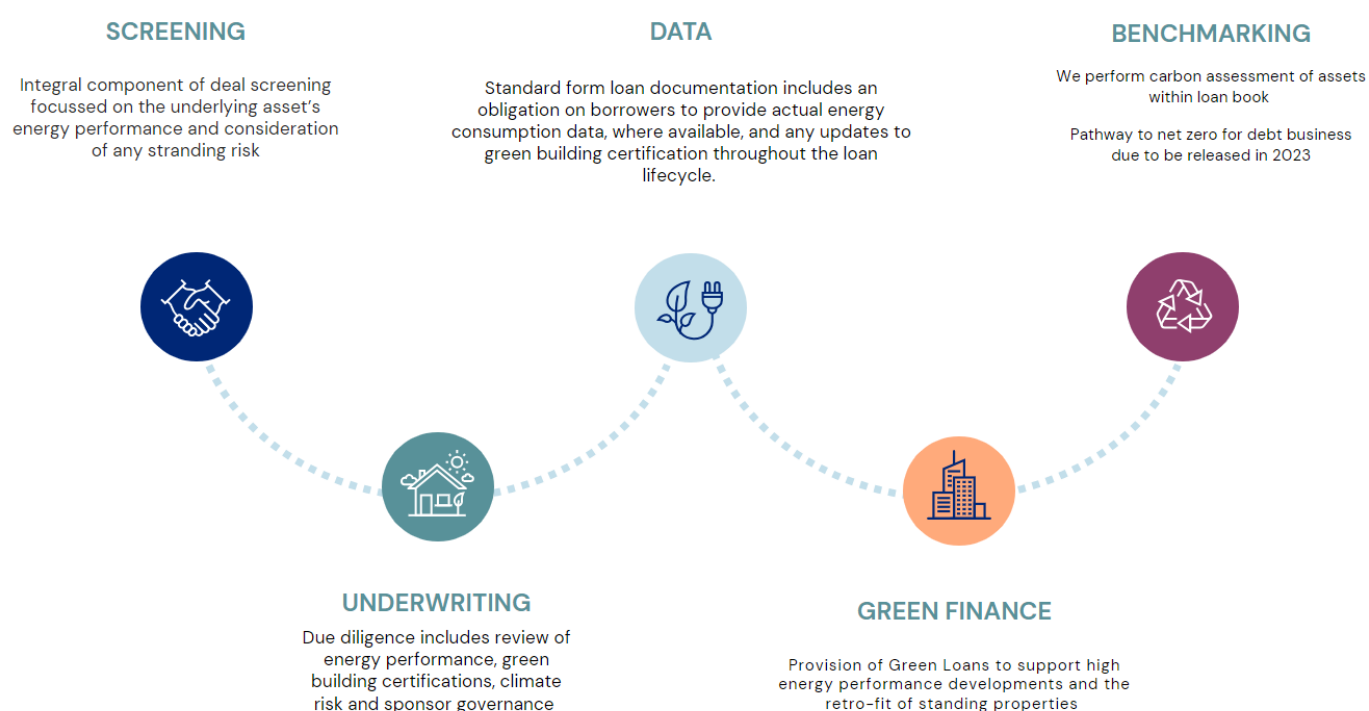 SCREENING
Integral component of deal screening
focussed on the underlying asset's
energy performance and consideration
of any stranding risk
DATA
Standard form loan documentation includes an
obligation on borrowers to provide actual energy
consumption data, where available, and any updates to
green building certification throughout the loan
lifecycle.
BENCHMARKING
We perform carbon assessment of assets
within loan book
Pathway to net zero for debt business
due to be released in 2023
UNDERWRITING
Due diligence includes review of
energy performance, green
building certifications, climate
risk and sponsor governance
GREEN FINANCE
Provision of Green Loans to support high
energy performance developments and the
retro-fit of standing properties